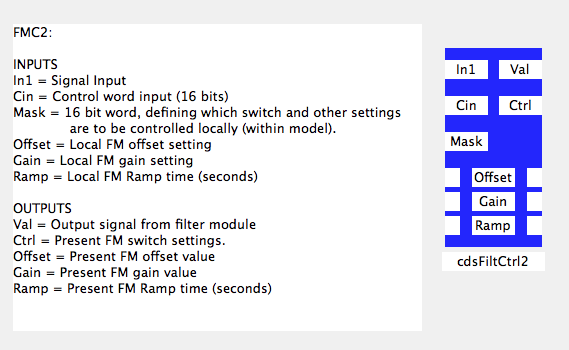 FMC2:
INPUTS
In1 = Signal Input
Cin = Control word input (16 bits)
Mask = 16 bit word, defining which switch and other settings
are to be controlled locally (within model).
Offset = Local FM offset setting
Gain = Local FM gain setting
Ramp = Local FM Ramp time (seconds)
OUTPUTS
Val = Output signal from filter module
Ctrl = Present FM switch settings.
Offset = Present FM offset value
Gain = Present FM gain value
Ramp = Present FM Ramp time (seconds)
In1 Val
Cin Ctrl
Mask
Offset
Gain
Ramp
cdsFiltCtrl2